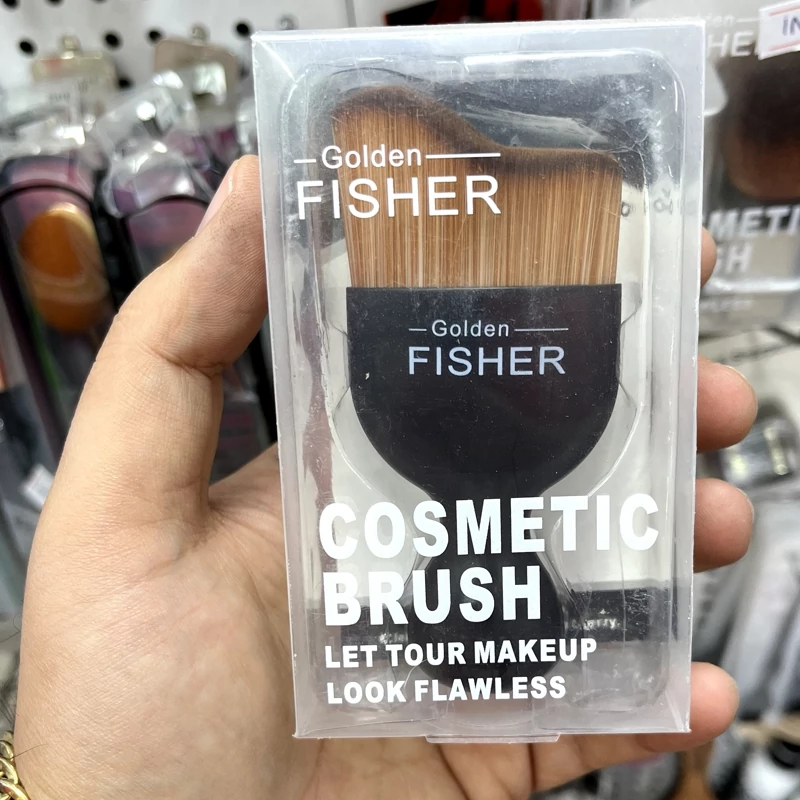 Golden
FISHER
Golden
FISHER
COSMETIC
BRUSH
LET TOUR MAKEUP
LOOK FLAWLESS